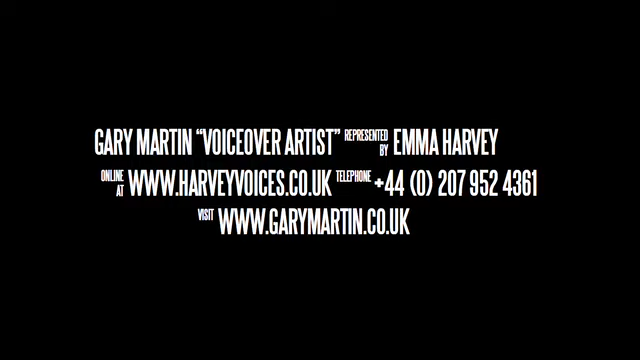 GARY MARTIN “VOICEOVER ARTIST” REPRESENTED BY EMMA HARVEY
ONLINE AT WWW.HARVEYVOICES.CO.UK TELEPHONE +44 (0) 207 952 4361
VISIT WWW.GARYMARTIN.CO.UK